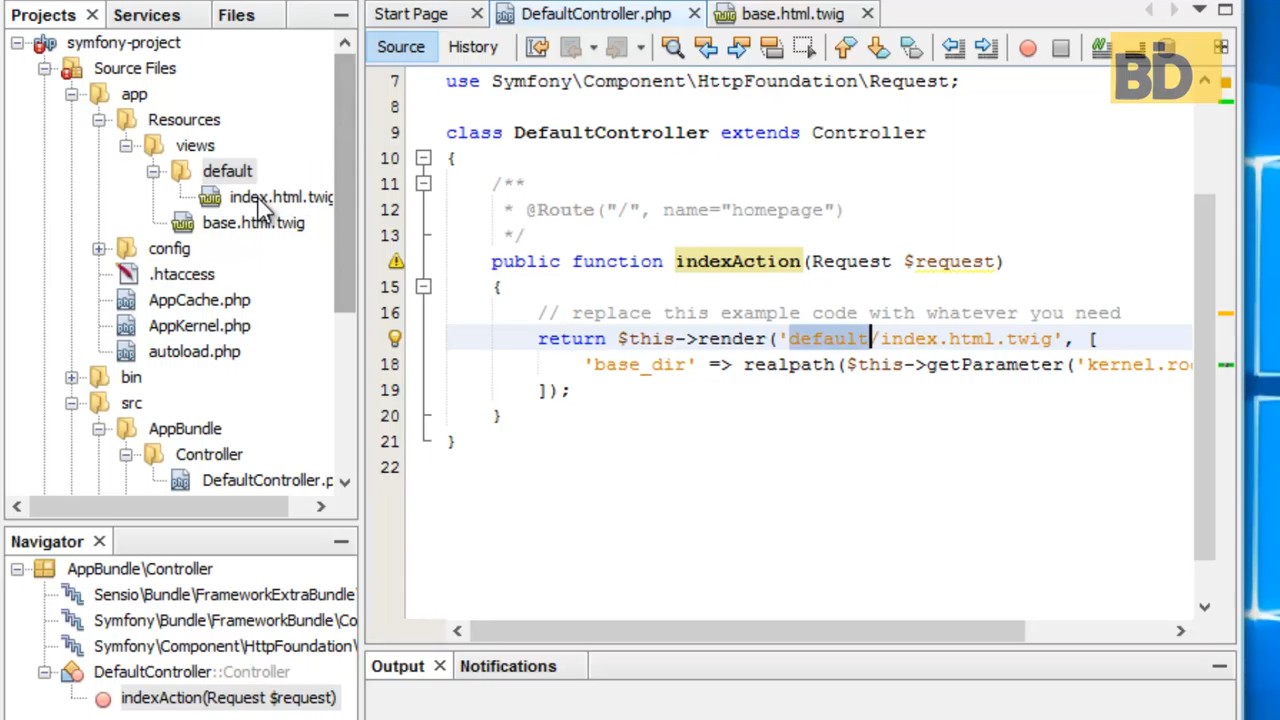 Projects
Services
Files
symfony-project
Source Files
app
Resources
views
default
index.html.twig
base.html.twig
config
.htaccess
AppCache.php
AppKernel.php
autoload.php
bin
src
AppBundle
Controller
DefaultController.p
Navigator
AppBundle\Controller
Sensio\Bundle\FrameworkExtraBundle\
Symfony\Bundle\FrameworkBundle\Co
Symfony\Component\HttpFoundation\
DefaultController::Controller
indexAction(Request $request)
Start Page
DefaultController.php
base.html.twig
Source
History
BD
7 use Symfony\Component\HttpFoundation\Request;
8
9 class DefaultController extends Controller
10 {
11 /**
12 * @Route("/", name="homepage")
13 */
public function indexAction(Request $request)
15 {
16 // replace this example code with whatever you need
return $this->render('default/index.html.twig', [
18 'base_dir' => realpath($this->getParameter('kernel.roo
19 ]);
20 }
21 }
22
Output
Notifications